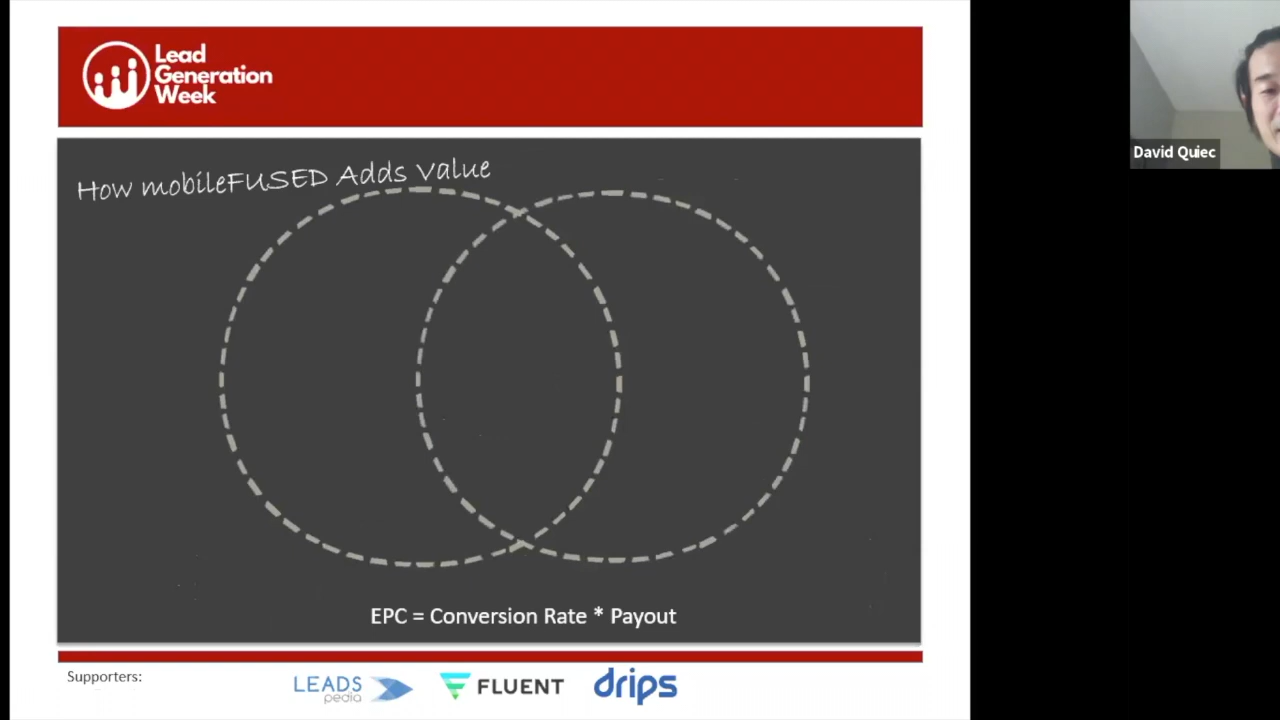 Lead
Generation
Week
David Quiec
How mobileFUSED Adds Value
EPC = Conversion Rate * Payout
Supporters:
LEADS
pedia
FLUENT
drips